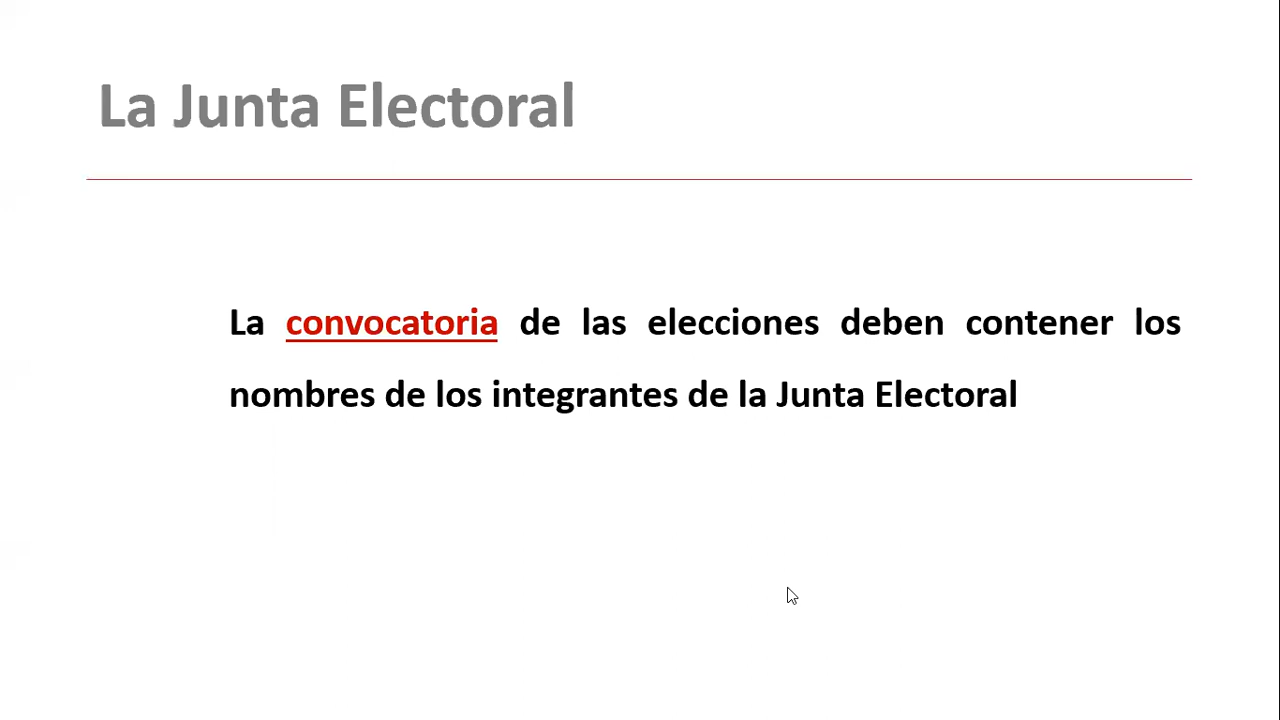 La Junta Electoral
La convocatoria de las elecciones deben contener los
nombres de los integrantes de la Junta Electoral